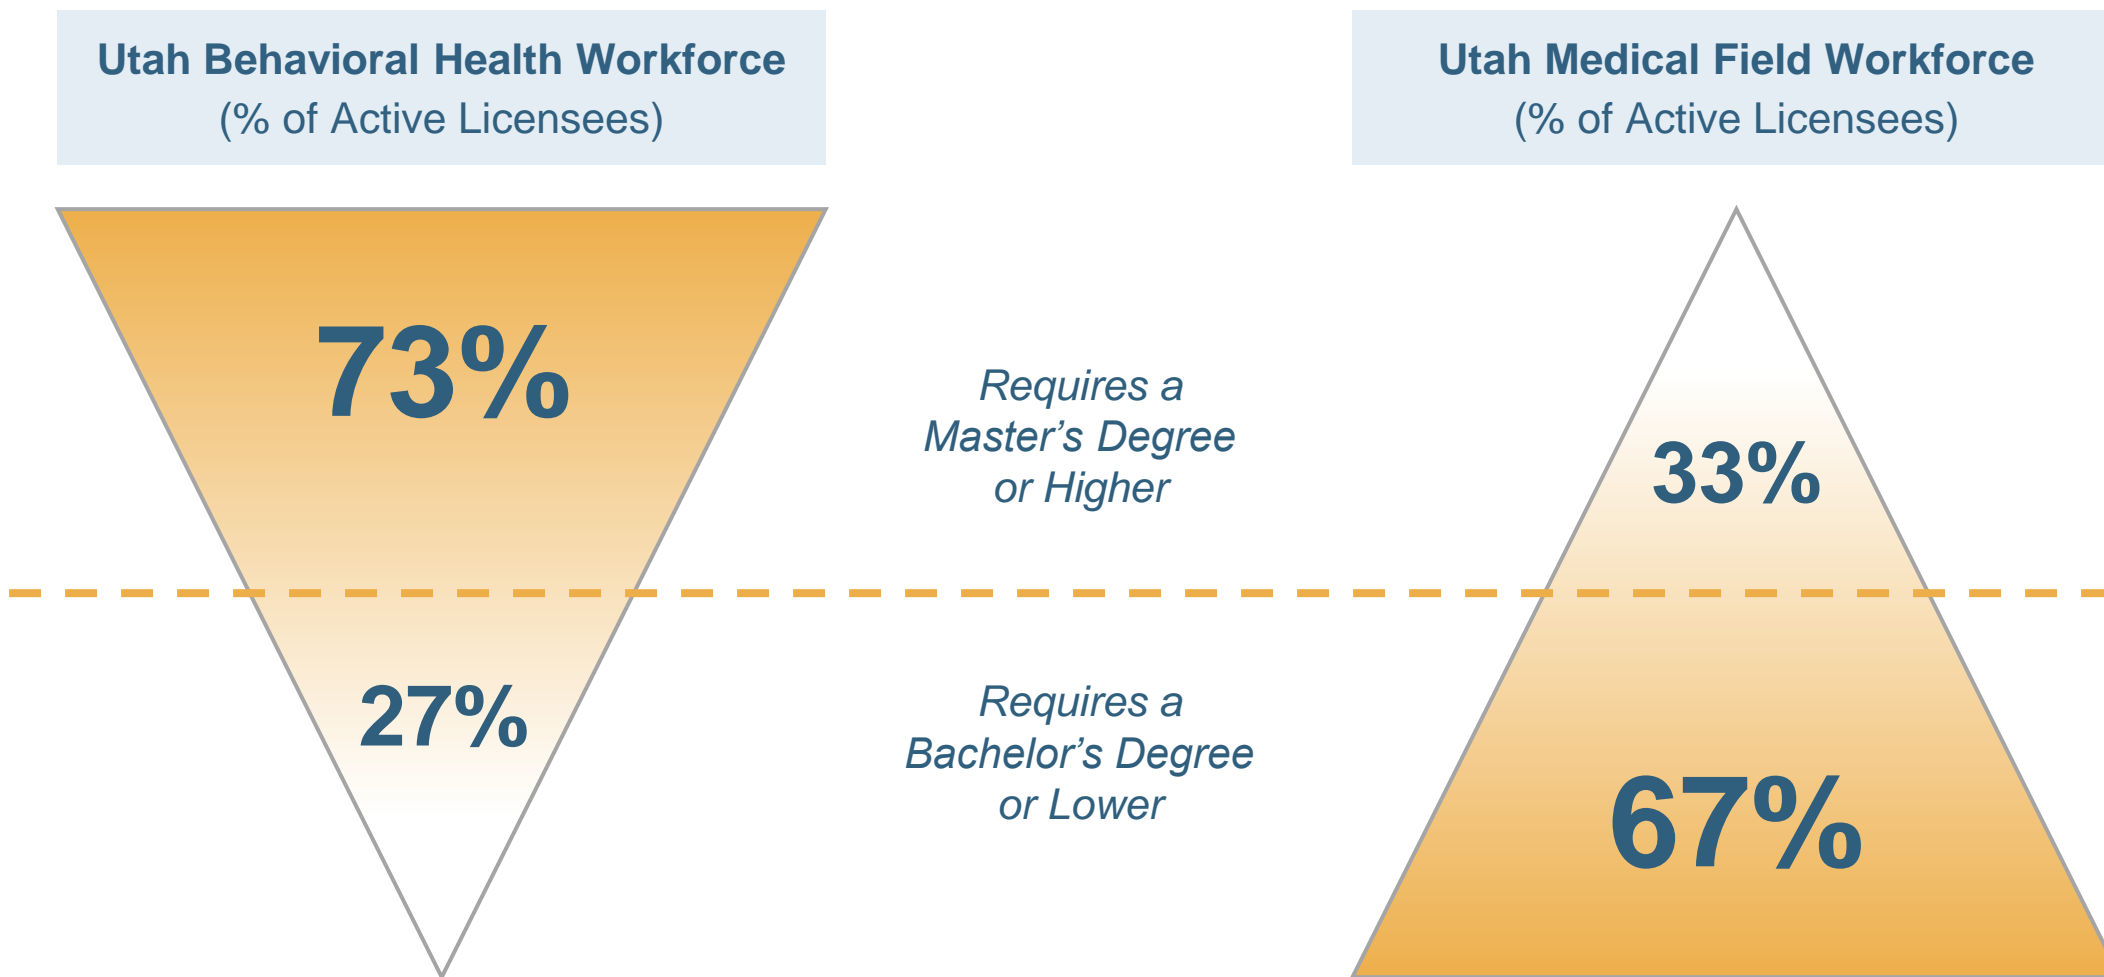 Utah Behavioral Health Workforce
(% of Active Licensees)
Utah Medical Field Workforce
(% of Active Licensees)
73%
Requires a
Master’s Degree
or Higher
33%
27%
Requires a
Bachelor’s Degree
or Lower
67%